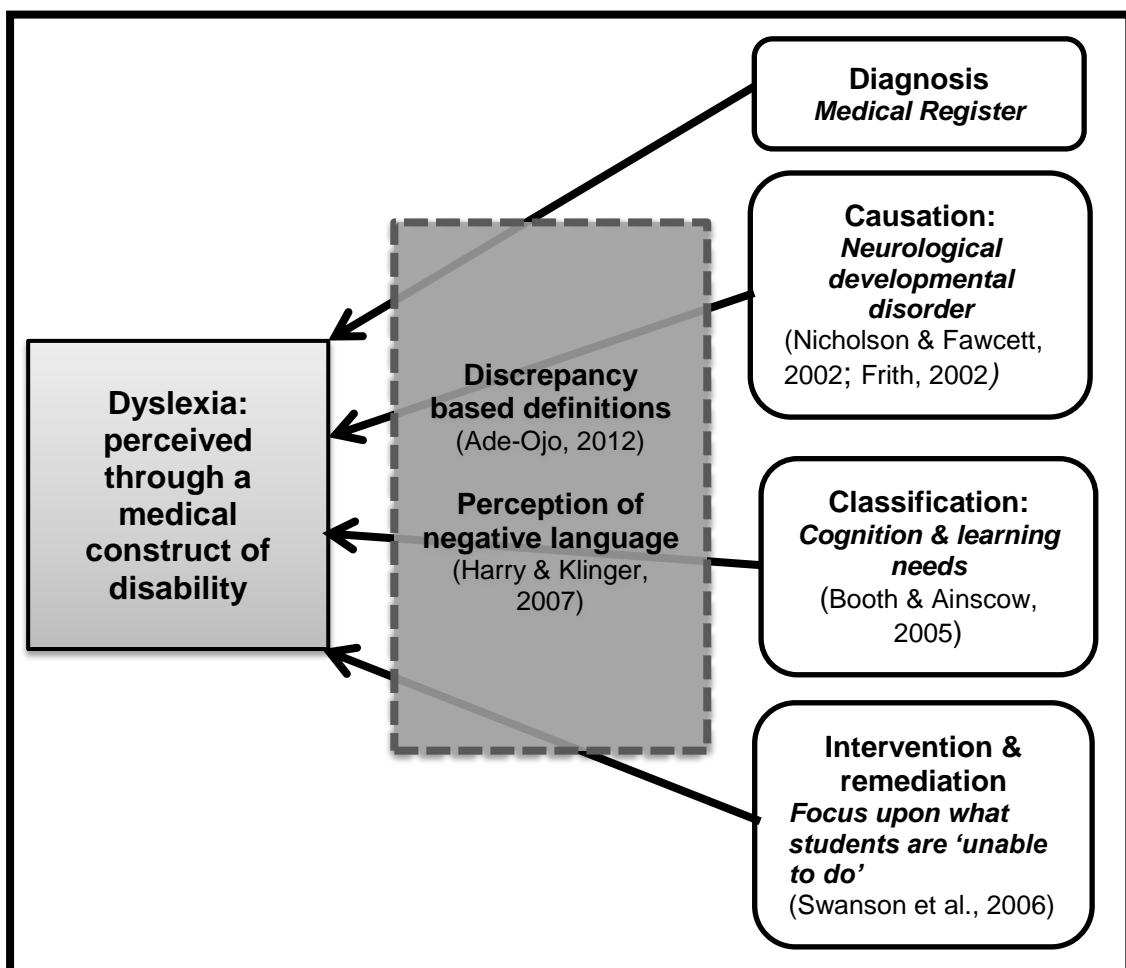 Diagnosis
Medical Register
Causation:
Neurological
developmental
disorder
(Nicholson & Fawcett,
2002; Frith, 2002)
Dyslexia:
perceived
through a
medical
construct of
disability
Discrepancy
based definitions
(Ade-Ojo, 2012)
Perception of
negative language
(Harry & Klinger,
2007)
Classification:
Cognition & learning
needs
(Booth & Ainscow,
2005)
Intervention &
remediation
Focus upon what
students are ‘unable
to do’
(Swanson et al., 2006)